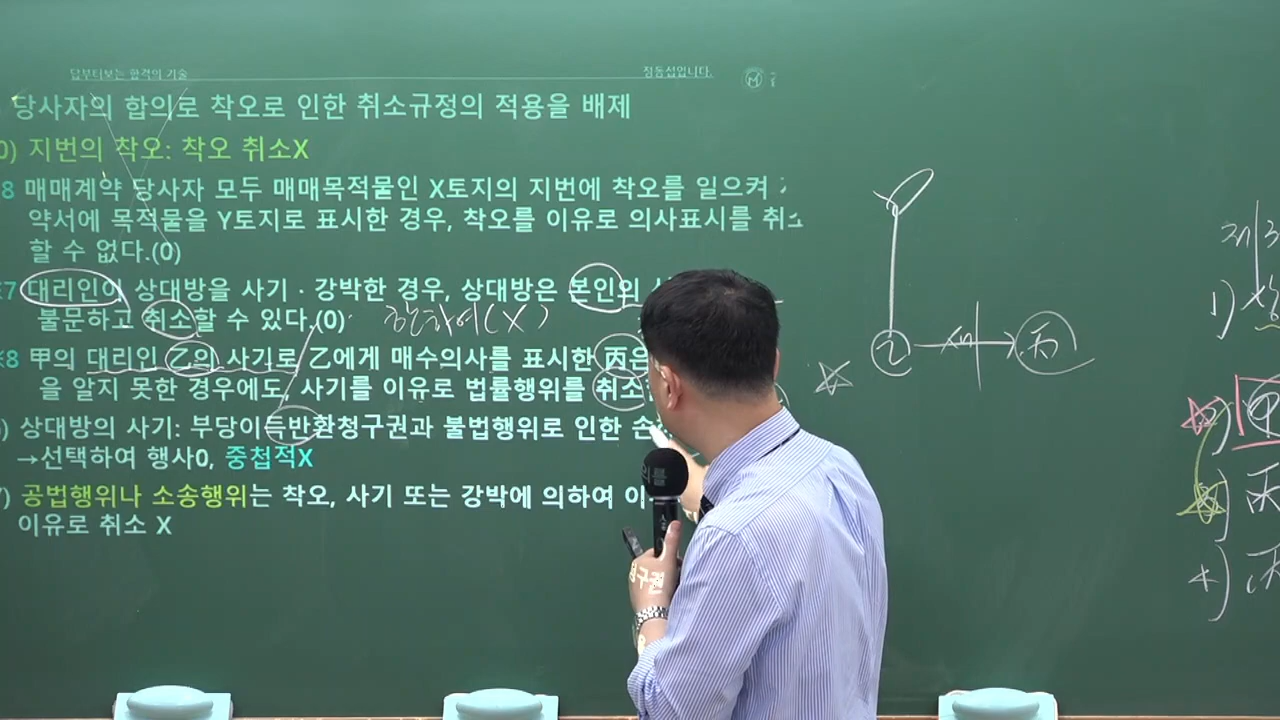 답부터보는 합격의 기술
정동섭입니다.
당사자의 합의로 착오로 인한 취소규정의 적용을 배제
0) 지번의 착오: 착오 취소X
8 매매계약 당사자 모두 매매목적물인 X토지의 지번에 착오를 일으켜
약서에 목적물을 Y토지로 표시한 경우, 착오를 이유로 의사표시를 취소
할 수 없다.(0)
7 대리인이 상대방을 사기 · 강박한 경우, 상대방은 본인의
불문하고 취소할 수 있다.(0)
(X)
※8 甲의 대리인 乙의 사기로 乙에게 매수의사를 표시한 丙은
을 알지 못한 경우에도, 사기를 이유로 법률행위를 취소
) 상대방의 사기: 부당이득반환청구권과 불법행위로 인한 손
→선택하여 행사0, 중첩적X
) 공법행위나 소송행위는 착오, 사기 또는 강박에 의하여
이유로 취소 X
乙 丙
1)
丙